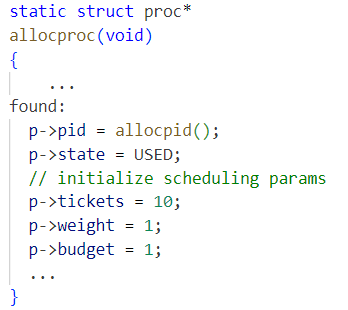 static struct proc*
allocproc(void)
{
    ...
found:
  p->pid = allocpid();
  p->state = USED;
  // initialize scheduling params
  p->tickets = 10;
  p->weight = 1;
  p->budget = 1;
  ...
}